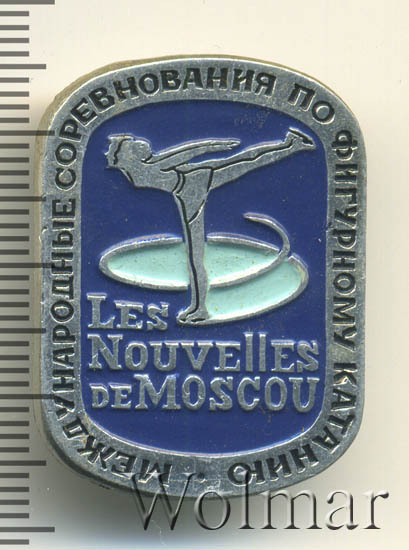 МЕЖДУНАРОДНЫЕ СОРЕВНОВАНИЯ ПО ФИГУРНОМУ КАТАНИЮ
LES
NOUVELLES
DE MOSCOU
Wolmar